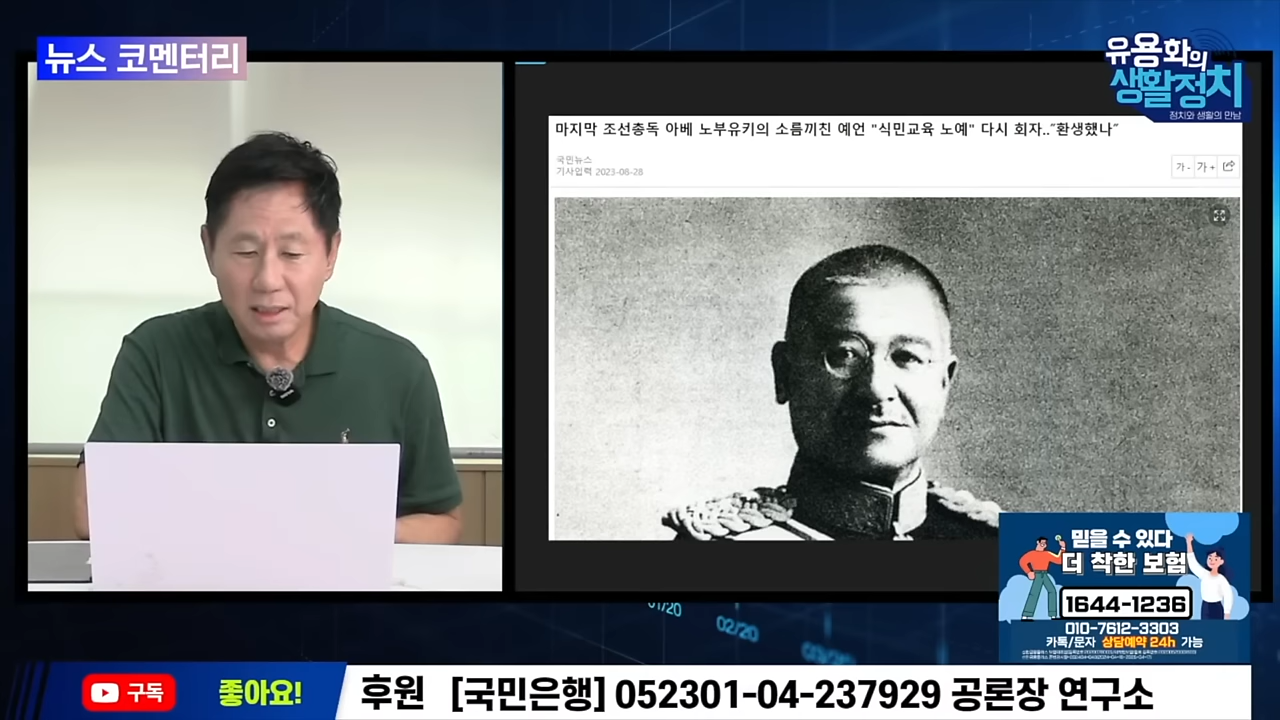 뉴스 코멘터리
유용화의
생활정치
정치와 생활의 만남
마지막 조선총독 아베 노부유키의 소름끼친 예언 "식민교육 노예" 다시 회자..˝환생했나˝
국민뉴스
기사입력 2023-08-28
가 -
가 +
믿을 수 있다
더 착한 보험
1644-1236
010-7612-3303
카톡/문자 상담예약 24h 가능
01/20
02/20
구독
좋아요!
후원 [국민은행] 052301-04-237929 공론장 연구소